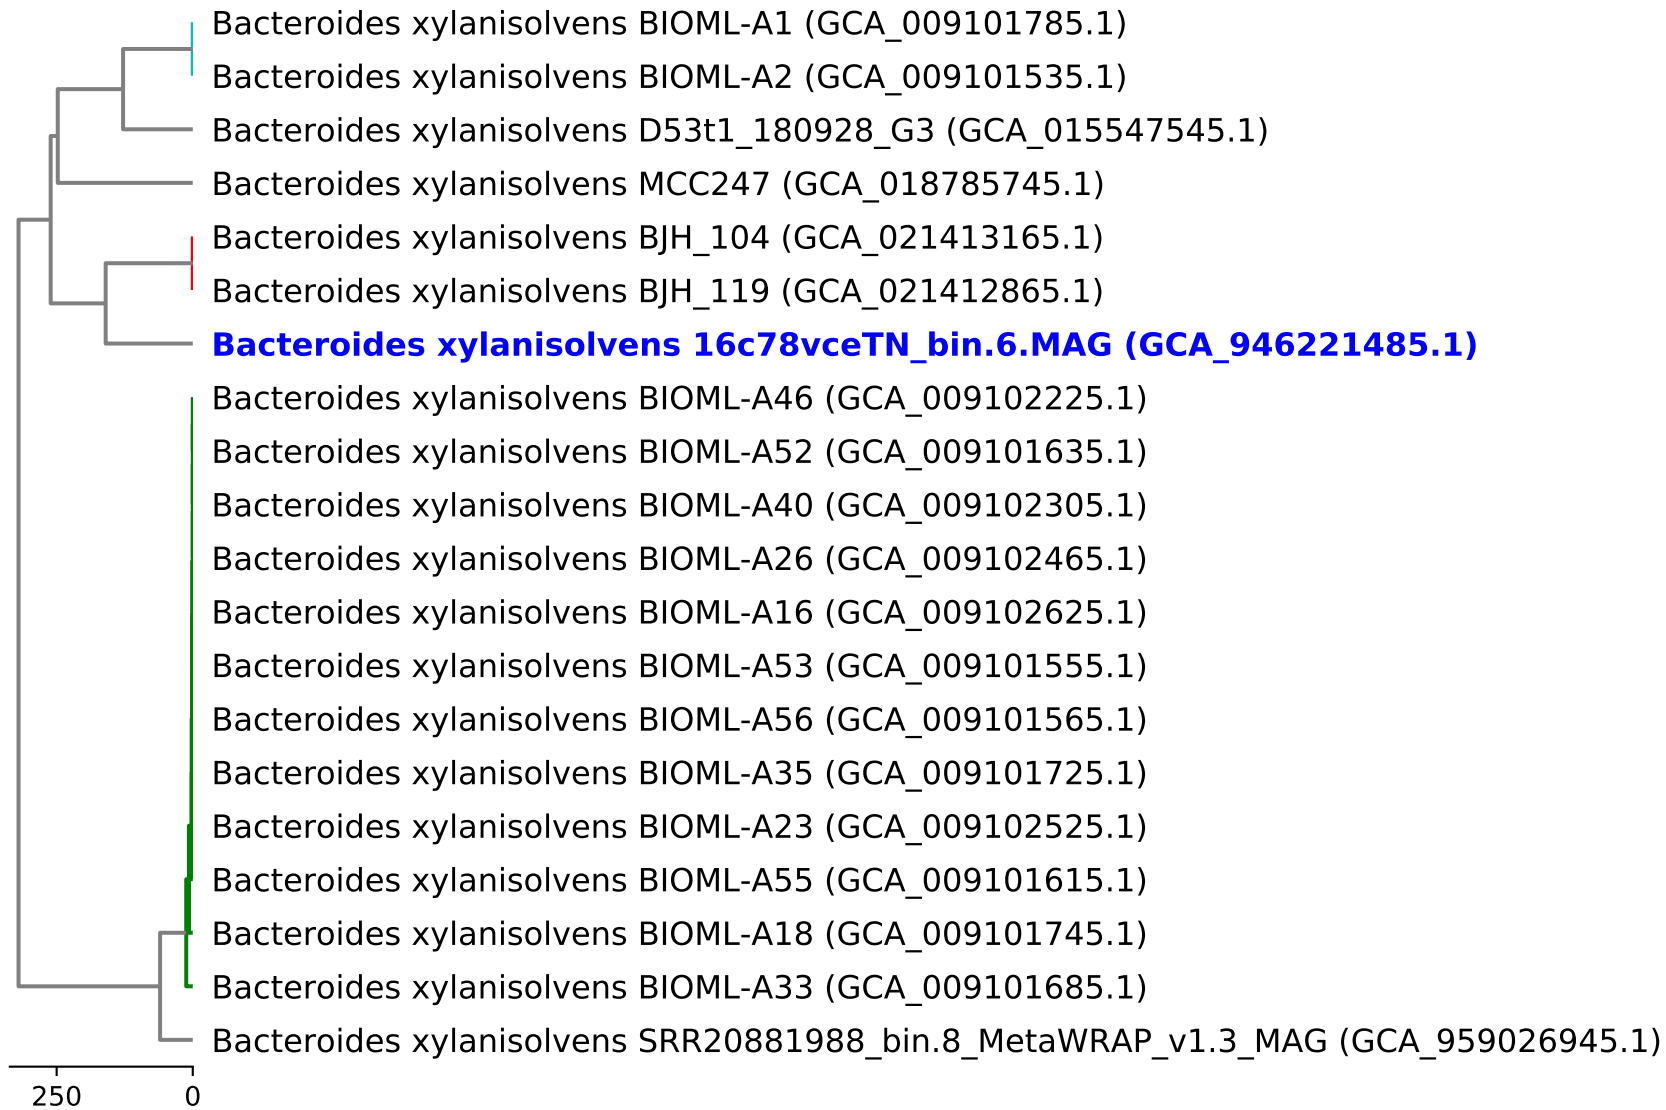 Bacteroides xylanisolvens BIOML-A1 (GCA_009101785.1)
Bacteroides xylanisolvens BIOML-A2 (GCA_009101535.1)
Bacteroides xylanisolvens D53t1_180928_G3 (GCA_015547545.1)
Bacteroides xylanisolvens MCC247 (GCA_018785745.1)
Bacteroides xylanisolvens BJH_104 (GCA_021413165.1)
Bacteroides xylanisolvens BJH_119 (GCA_021412865.1)
Bacteroides xylanisolvens 16c78vceTN_bin.6.MAG (GCA_946221485.1)
Bacteroides xylanisolvens BIOML-A46 (GCA_009102225.1)
Bacteroides xylanisolvens BIOML-A52 (GCA_009101635.1)
Bacteroides xylanisolvens BIOML-A40 (GCA_009102305.1)
Bacteroides xylanisolvens BIOML-A26 (GCA_009102465.1)
Bacteroides xylanisolvens BIOML-A16 (GCA_009102625.1)
Bacteroides xylanisolvens BIOML-A53 (GCA_009101555.1)
Bacteroides xylanisolvens BIOML-A56 (GCA_009101565.1)
Bacteroides xylanisolvens BIOML-A35 (GCA_009101725.1)
Bacteroides xylanisolvens BIOML-A23 (GCA_009102525.1)
Bacteroides xylanisolvens BIOML-A55 (GCA_009101615.1)
Bacteroides xylanisolvens BIOML-A18 (GCA_009101745.1)
Bacteroides xylanisolvens BIOML-A33 (GCA_009101685.1)
Bacteroides xylanisolvens SRR20881988_bin.8_MetaWRAP_v1.3_MAG (GCA_959026945.1)
250 0